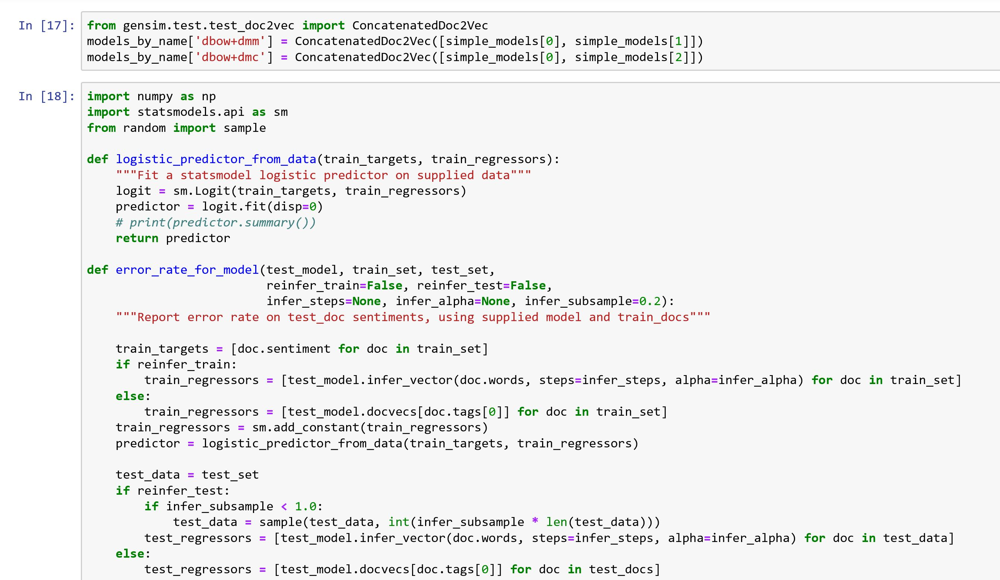 In [17]:
from gensim.test.test_doc2vec import ConcatenatedDoc2Vec
models_by_name['dbow+dmm'] = ConcatenatedDoc2Vec([simple_models[0], simple_models[1]])
models_by_name['dbow+dmc'] = ConcatenatedDoc2Vec([simple_models[0], simple_models[2]])
In [18]:
import numpy as np
import statsmodels.api as sm
from random import sample

def logistic_predictor_from_data(train_targets, train_regressors):
    """Fit a statsmodel logistic predictor on supplied data"""
    logit = sm.Logit(train_targets, train_regressors)
    predictor = logit.fit(disp=0)
    # print(predictor.summary())
    return predictor

def error_rate_for_model(test_model, train_set, test_set,
                         reinfer_train=False, reinfer_test=False,
                         infer_steps=None, infer_alpha=None, infer_subsample=0.2):
    """Report error rate on test_doc sentiments, using supplied model and train_docs"""

    train_targets = [doc.sentiment for doc in train_set]
    if reinfer_train:
        train_regressors = [test_model.infer_vector(doc.words, steps=infer_steps, alpha=infer_alpha) for doc in train_set]
    else:
        train_regressors = [test_model.docvecs[doc.tags[0]] for doc in train_set]
    train_regressors = sm.add_constant(train_regressors)
    predictor = logistic_predictor_from_data(train_targets, train_regressors)

    test_data = test_set
    if reinfer_test:
        if infer_subsample < 1.0:
            test_data = sample(test_data, int(infer_subsample * len(test_data)))
        test_regressors = [test_model.infer_vector(doc.words, steps=infer_steps, alpha=infer_alpha) for doc in test_data]
    else:
        test_regressors = [test_model.docvecs[doc.tags[0]] for doc in test_docs]